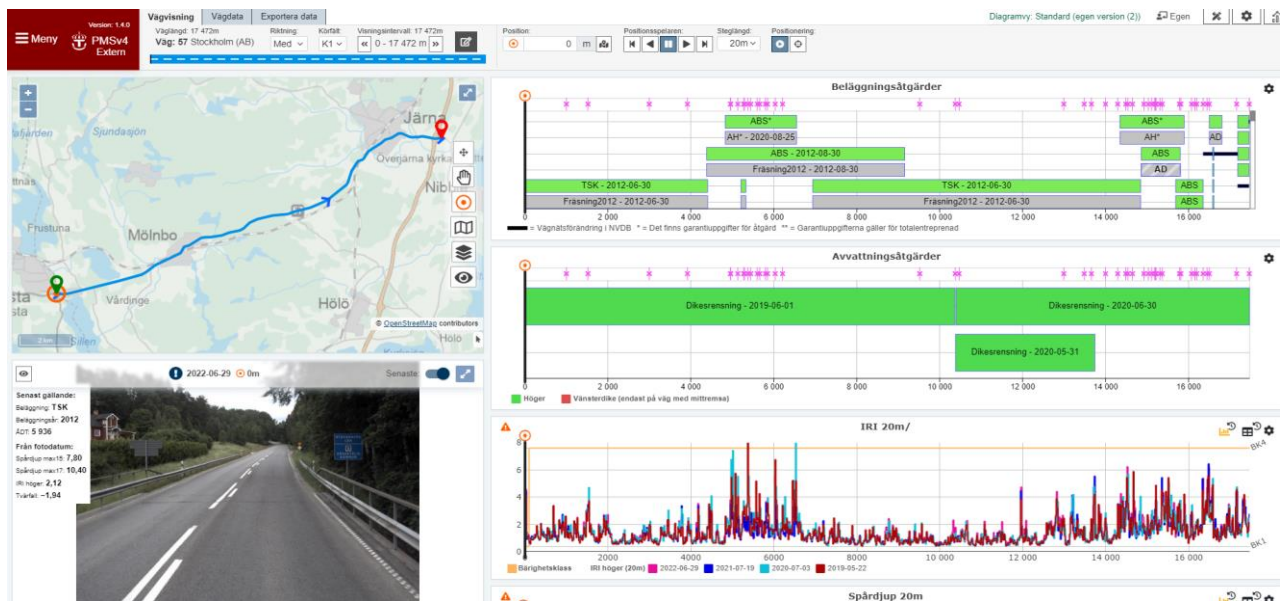 Meny
Version: 1.4.0
PMSv4
Extern
Vägvisning Vägdata Exportera data
Väglängd: 17 472m
Väg: 57 Stockholm (AB)
Riktning:
Med
Körfält:
K1
Visningsintervall: 17 472m
« 0 - 17 472 m »
Position:
0 m
Positionsspelaren:
Steglängd:
20m
Positionering:
Diagramvy: Standard (egen version (2))
Egen
+
−
Sjundasjön
Järna
Överjärna kyrka
Mölnbo
Frustuna
Vårdinge
Hölö
Sillen
2 km
© OpenStreetMap contributors
Hölö
2022-06-29 0m
Senaste:
Senast gällande:
Beläggning: TSK
Beläggningsår: 2012
ÅDT: 5 936
Från fotodatum:
Spårdjup max15: 7,80
Spårdjup max17: 10,40
IRI höger: 2,12
Tvärfall: −1,94
Beläggningsåtgärder
ABS* ABS*
AH* - 2020-08-25 AH* AD
ABS - 2012-08-30 ABS
Fräsning2012 - 2012-08-30 AD
TSK - 2012-06-30 TSK - 2012-06-30 ABS
Fräsning2012 - 2012-06-30 Fräsning2012 - 2012-06-30
0 2 000 4 000 6 000 8 000 10 000 12 000 14 000 16 000
= Vägnätsförändring i NVDB * = Det finns garantiuppgifter för åtgärd ** = Garantiuppgifterna gäller för totalentreprenad
Avvattningsåtgärder
Dikesrensning - 2019-06-01 Dikesrensning - 2020-06-30
Dikesrensning - 2020-05-31
0 2 000 4 000 6 000 8 000 10 000 12 000 14 000 16 000
Höger Vänsterdike (endast på väg med mittremsa)
IRI 20m/
8
6
4
2
0
BK4
BK1
2000 4000 6000 8000 10 000 12 000 14 000 16 000
Bärighetsklass IRI höger (20m) 2022-06-29 2021-07-19 2020-07-03 2019-05-22
Spårdjup 20m